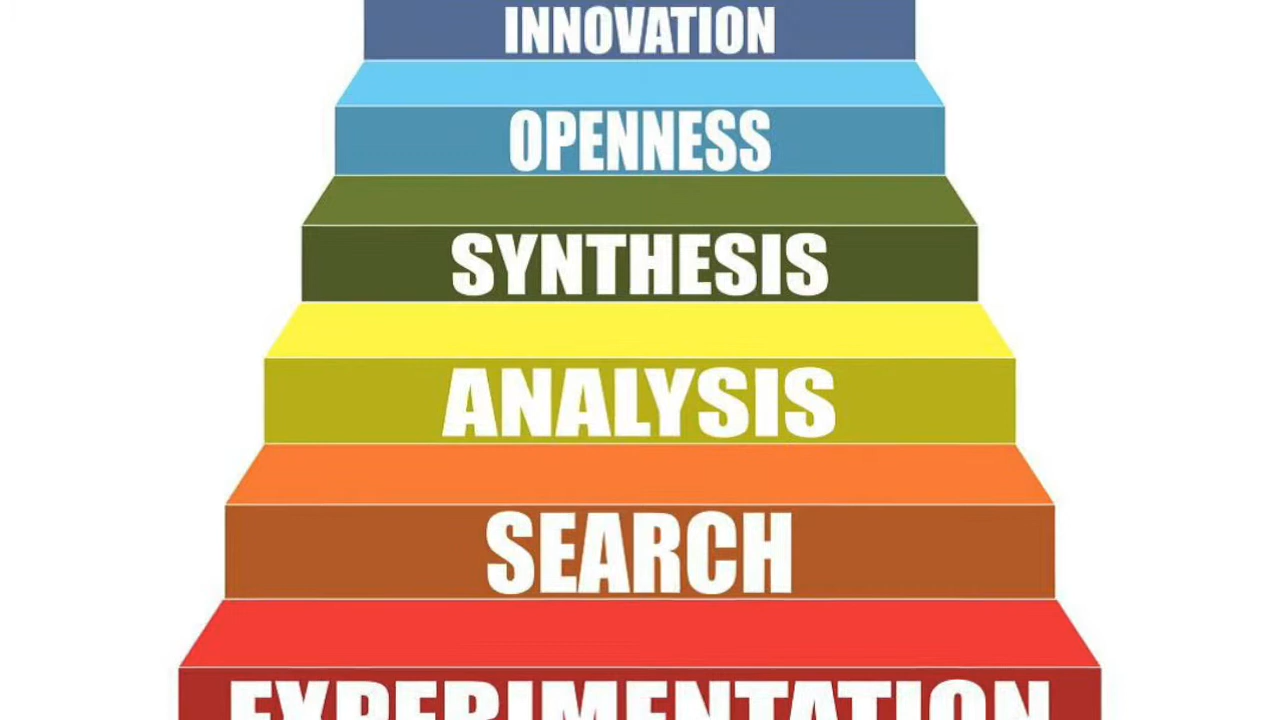 INNOVATION
OPENNESS
SYNTHESIS
ANALYSIS
SEARCH
EXPERIMENTATION